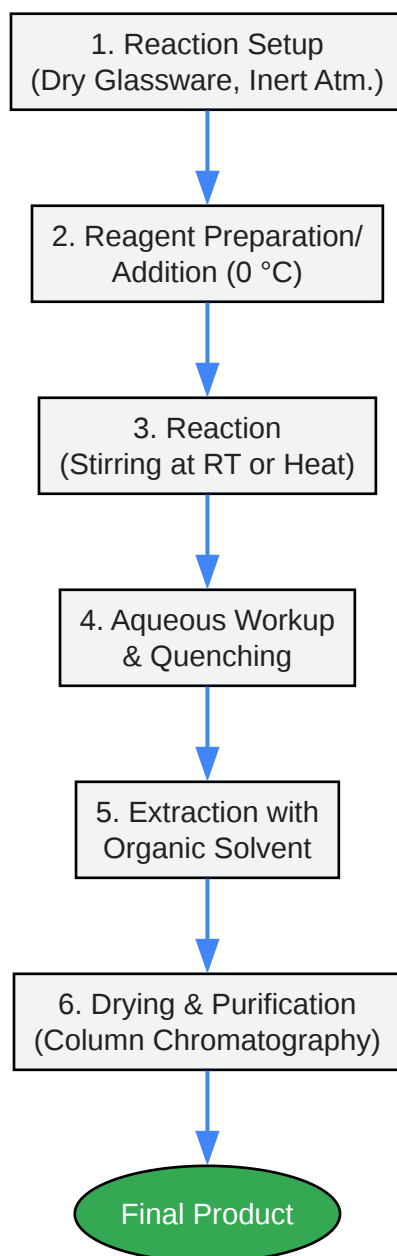 1. Reaction Setup
(Dry Glassware, Inert Atm.)
2. Reagent Preparation/
Addition (0 °C)
3. Reaction
(Stirring at RT or Heat)
4. Aqueous Workup
& Quenching
5. Extraction with
Organic Solvent
6. Drying & Purification
(Column Chromatography)
Final Product